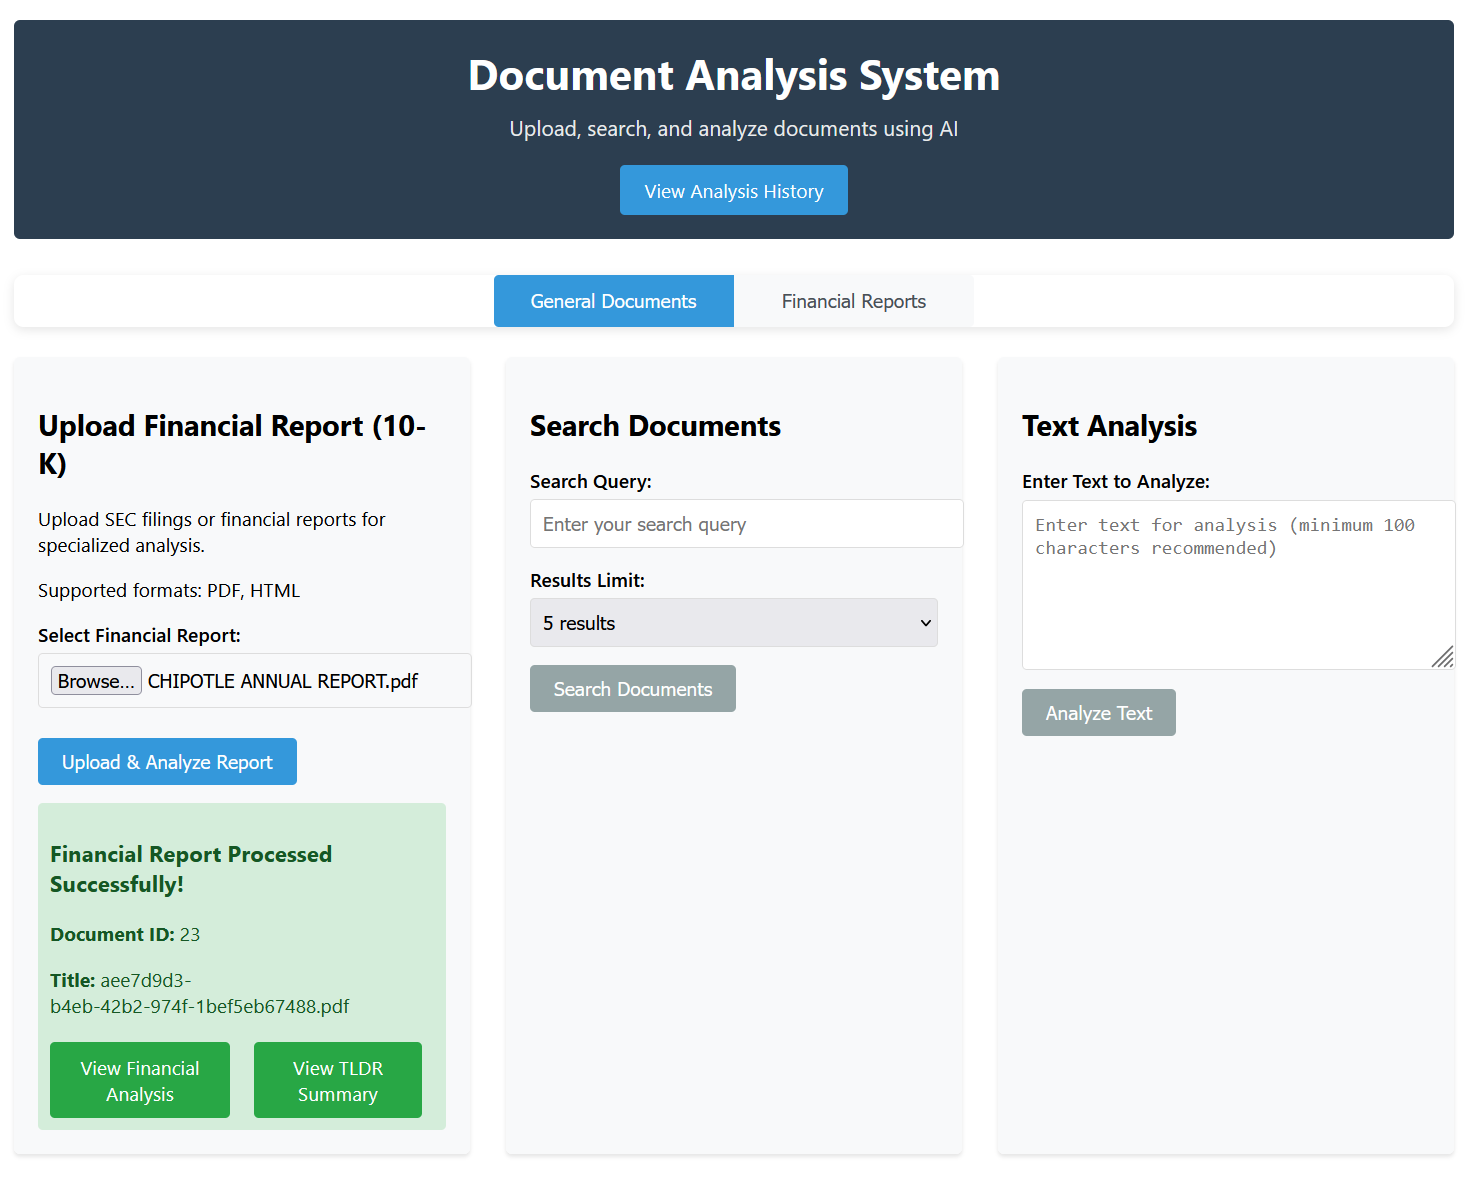 Document Analysis System
Upload, search, and analyze documents using AI
View Analysis History
General Documents
Financial Reports
Upload Financial Report (10-
K)
Upload SEC filings or financial reports for
specialized analysis.
Supported formats: PDF, HTML
Select Financial Report:
Browse... CHIPOTLE ANNUAL REPORT.pdf
Upload & Analyze Report
Financial Report Processed
Successfully!
Document ID: 23
Title: aee7d9d3-
b4eb-42b2-974f-1bef5eb67488.pdf
View Financial
Analysis
View TLDR
Summary
Search Documents
Search Query:
Enter your search query
Results Limit:
5 results
Search Documents
Text Analysis
Enter Text to Analyze:
Enter text for analysis (minimum 100
characters recommended)
Analyze Text